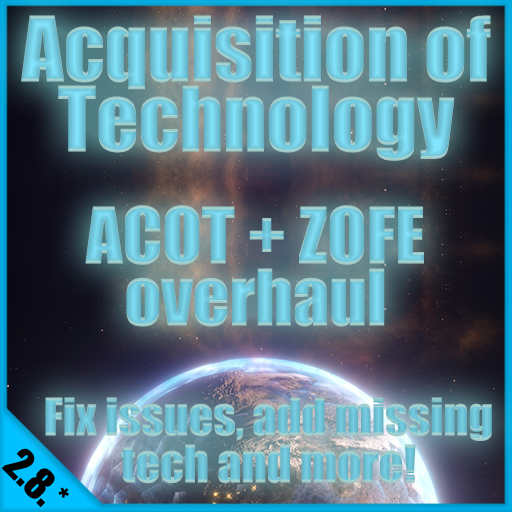 Acquisition of
Technology
ACOT + ZOFE
overhaul
Fix issues, add missing
tech and more!
2.8.*